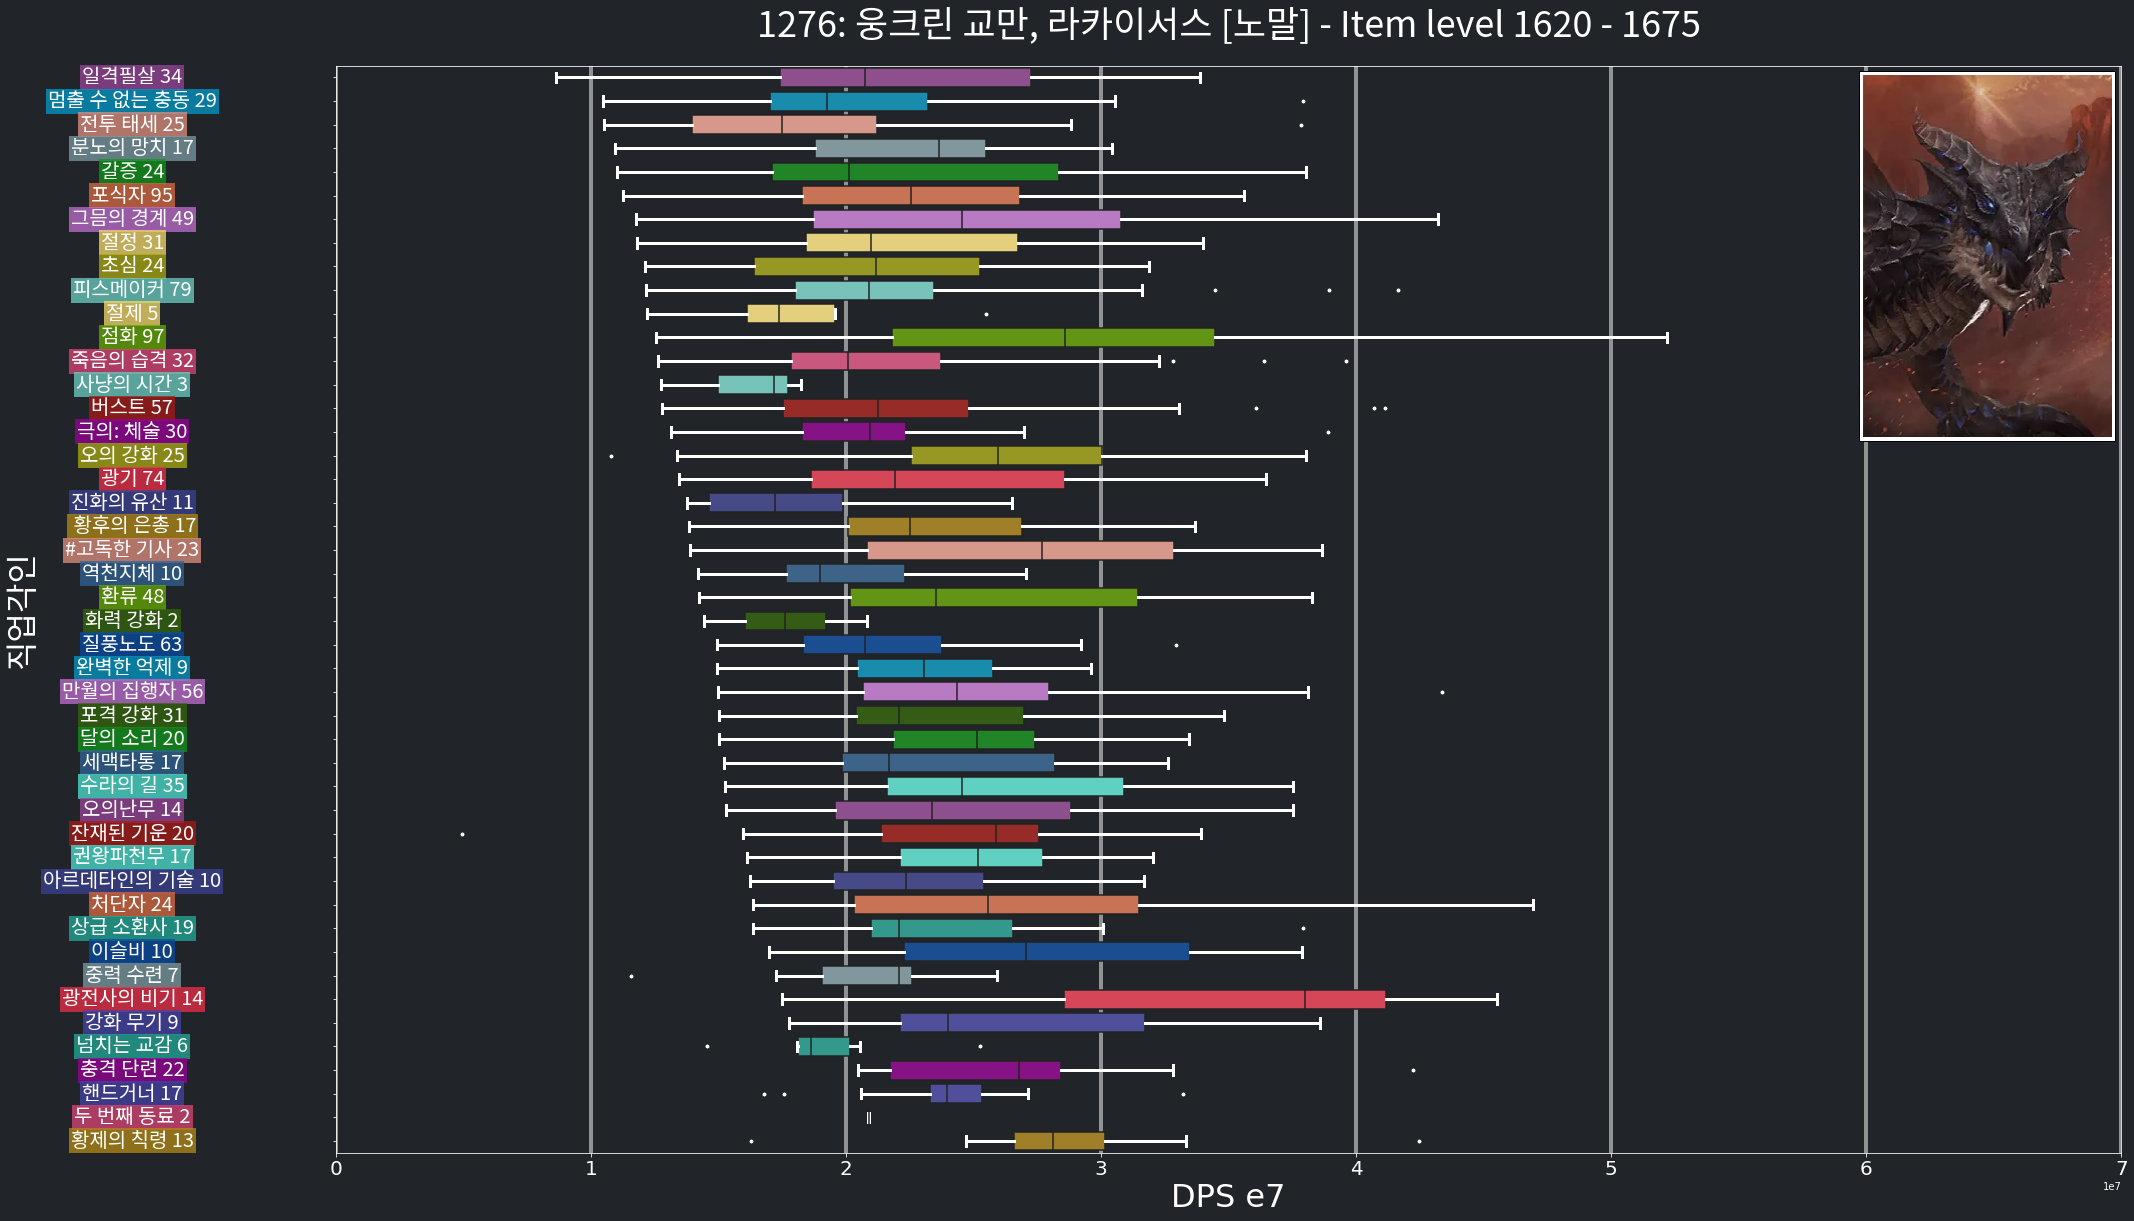 1276: 웅크린 교만, 라카이서스 [노말] - Item level 1620 - 1675
일격필살 34
멈출 수 없는 충동 29
전투 태세 25
분노의 망치 17
갈증 24
포식자 95
그믐의 경계 49
절정 31
초심 24
피스메이커 79
절제 5
점화 97
죽음의 습격 32
사냥의 시간 3
버스트 57
극의: 체술 30
오의 강화 25
광기 74
진화의 유산 11
황후의 은총 17
#고독한 기사 23
역천지체 10
환류 48
화력 강화 2
질풍노도 63
완벽한 억제 9
만월의 집행자 56
포격 강화 31
달의 소리 20
세맥타통 17
수라의 길 35
오의난무 14
잔재된 기운 20
권왕파천무 17
아르데타인의 기술 10
처단자 24
상급 소환사 19
이슬비 10
중력 수련 7
광전사의 비기 14
강화 무기 9
넘치는 교감 6
충격 단련 22
핸드거너 17
두 번째 동료 2
황제의 칙령 13
직업각인
0 1 2 3 4 5 6 7
1e7
DPS e7